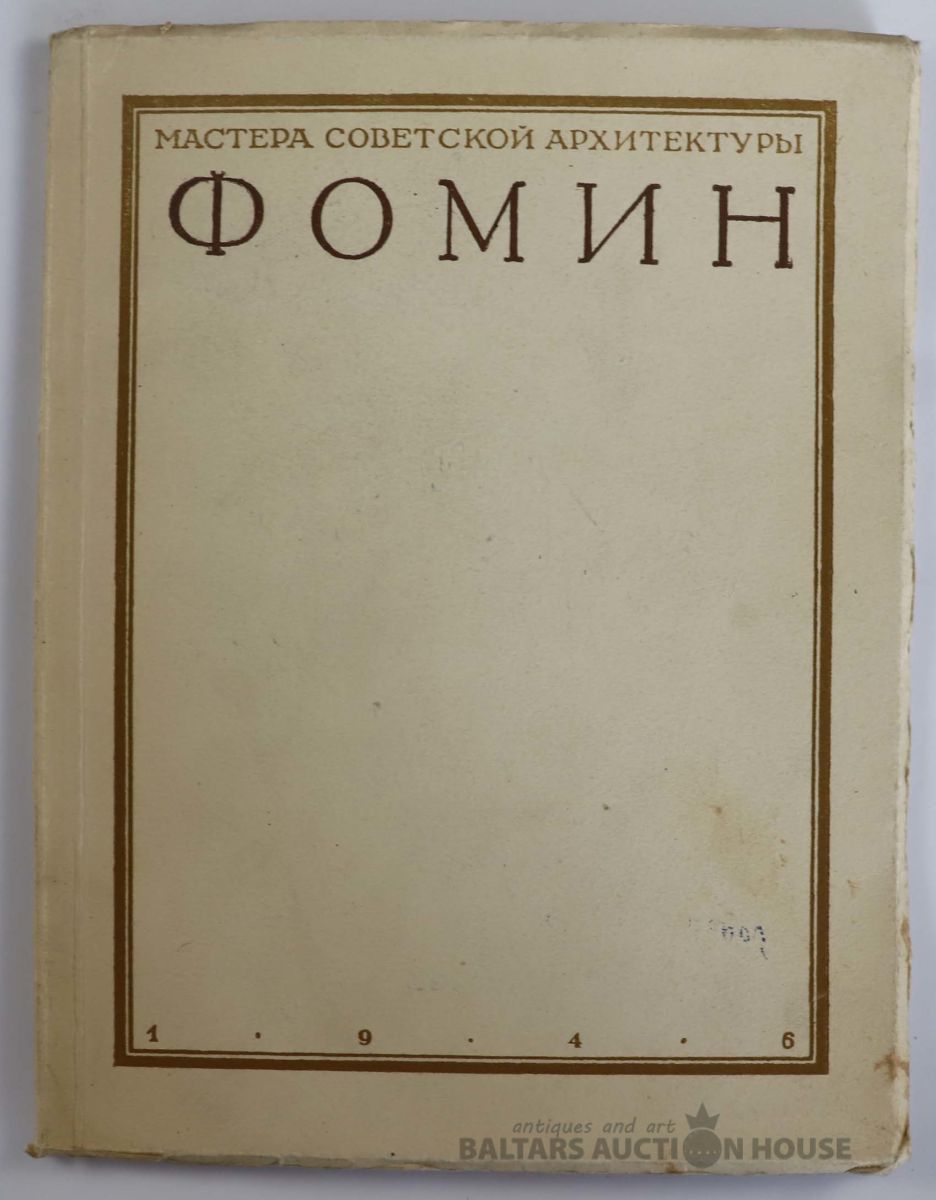 МАСТЕРА СОВЕТСКОЙ АРХИТЕКТУРЫ
ФОМИН
1 · 9 · 4 · 6
antiques and art
BALTARS AUCTION HOUSE